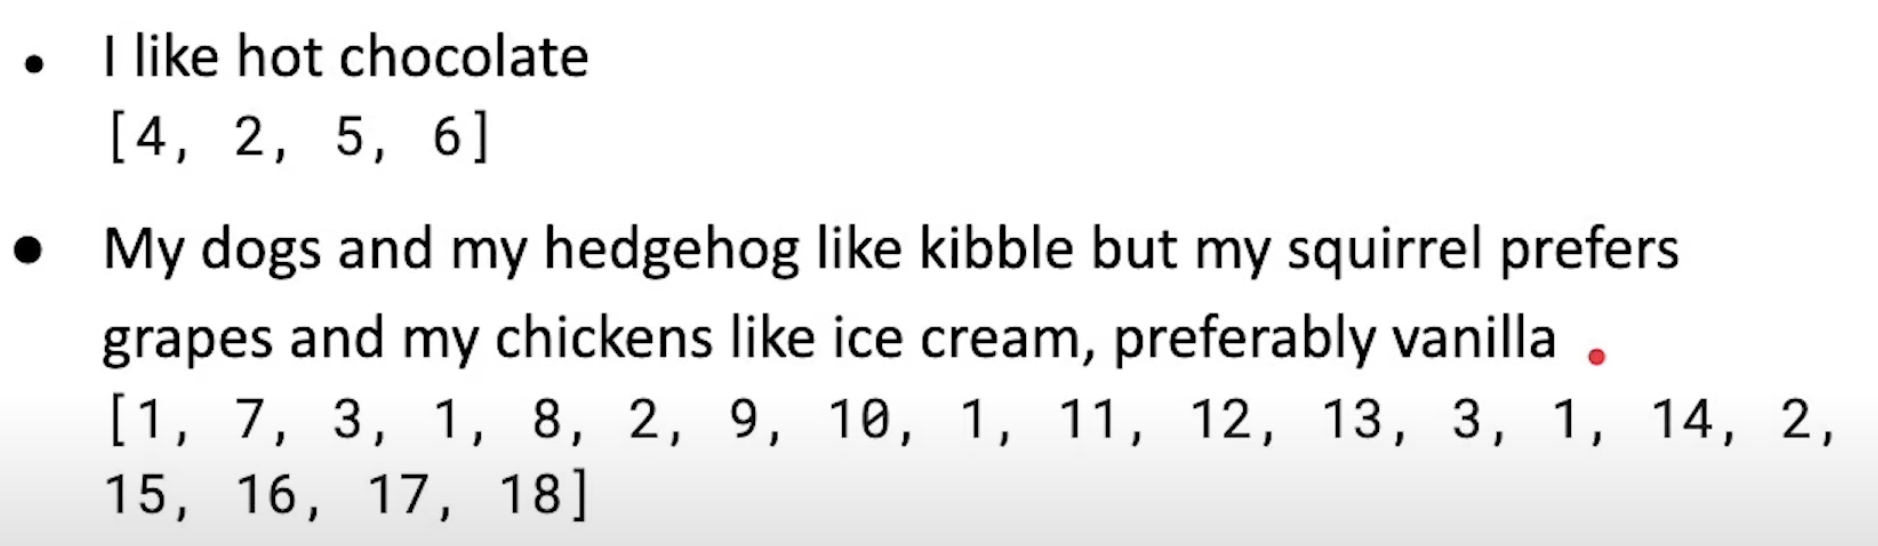 • I like hot chocolate
[4, 2, 5, 6]
• My dogs and my hedgehog like kibble but my squirrel prefers
grapes and my chickens like ice cream, preferably vanilla
[1, 7, 3, 1, 8, 2, 9, 10, 1, 11, 12, 13, 3, 1, 14, 2,
15, 16, 17, 18]